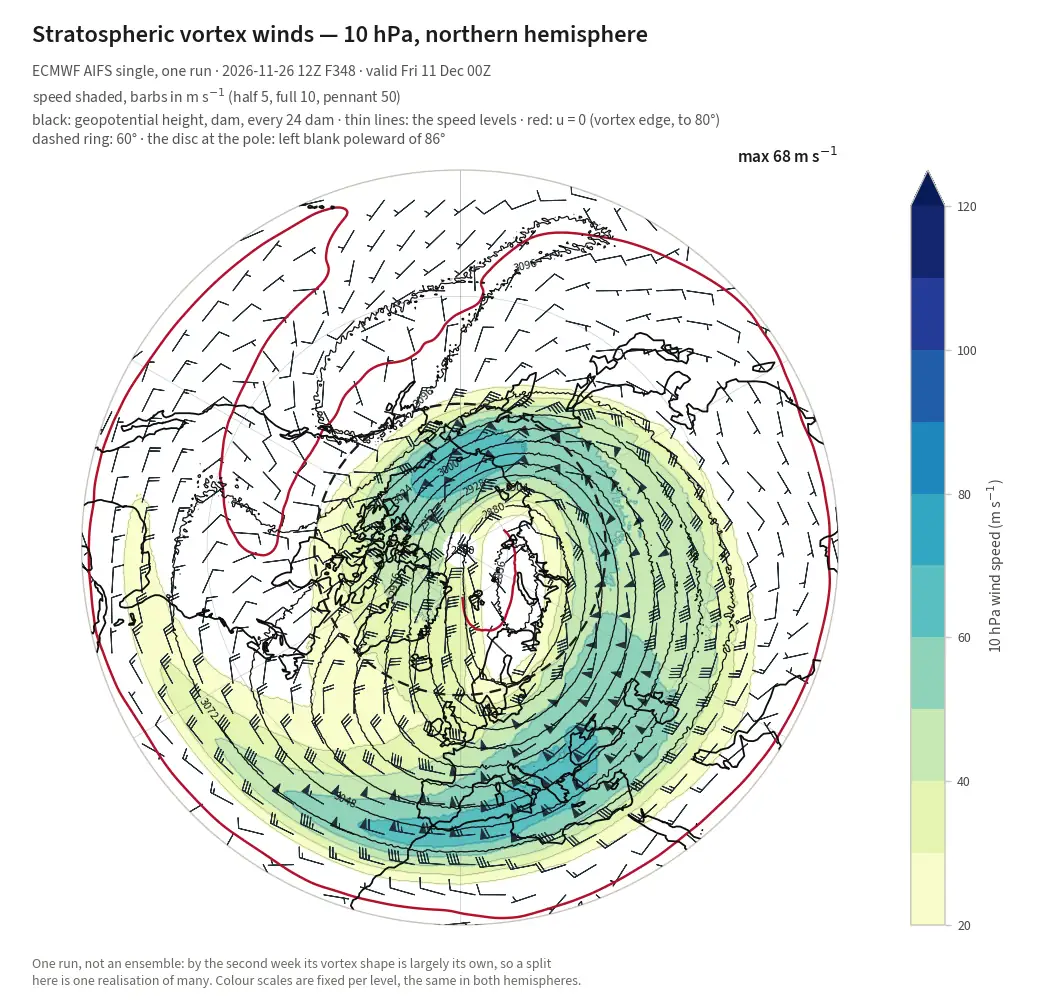 Stratospheric vortex winds — 10 hPa, northern hemisphere
ECMWF AIFS single, one run · 2026-11-26 12Z F348 · valid Fri 11 Dec 00Z
speed shaded, barbs in m s⁻¹ (half 5, full 10, pennant 50)
black: geopotential height, dam, every 24 dam · thin lines: the speed levels · red: u = 0 (vortex edge, to 80°)
dashed ring: 60° · the disc at the pole: left blank poleward of 86°
max 68 m s⁻¹
120
100
80
60
40
20
10 hPa wind speed (m s⁻¹)
3096
3096
3000
2880
3072
3048
One run, not an ensemble: by the second week its vortex shape is largely its own, so a split
here is one realisation of many. Colour scales are fixed per level, the same in both hemispheres.